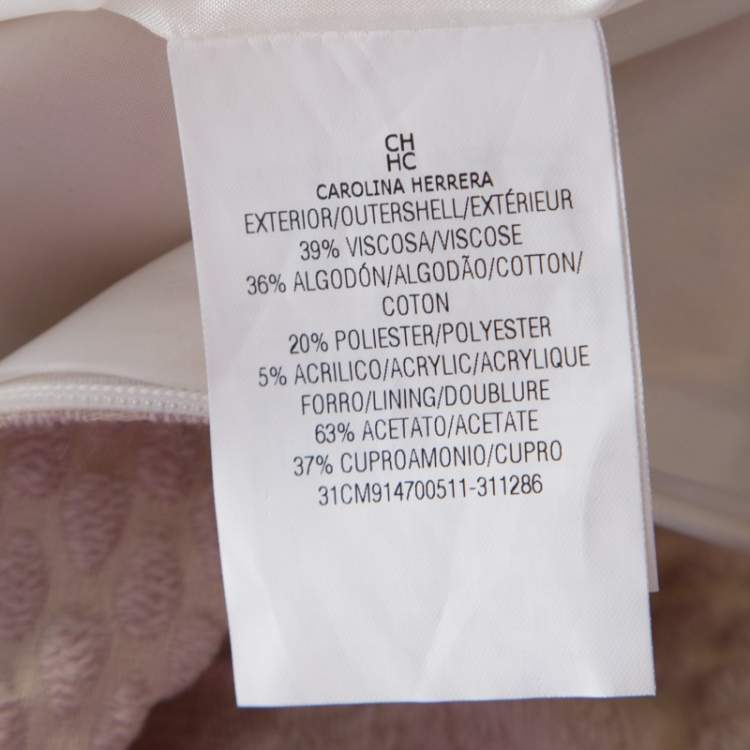 CH
HC
CAROLINA HERRERA
EXTERIOR/OUTERSHELL/EXTÉRIEUR
39% VISCOSA/VISCOSE
36% ALGODÓN/ALGODÃO/COTTON/
COTON
20% POLIESTER/POLYESTER
5% ACRILICO/ACRYLIC/ACRYLIQUE
FORRO/LINING/DOUBLURE
63% ACETATO/ACETATE
37% CUPROAMONIO/CUPRO
31CM914700511-311286